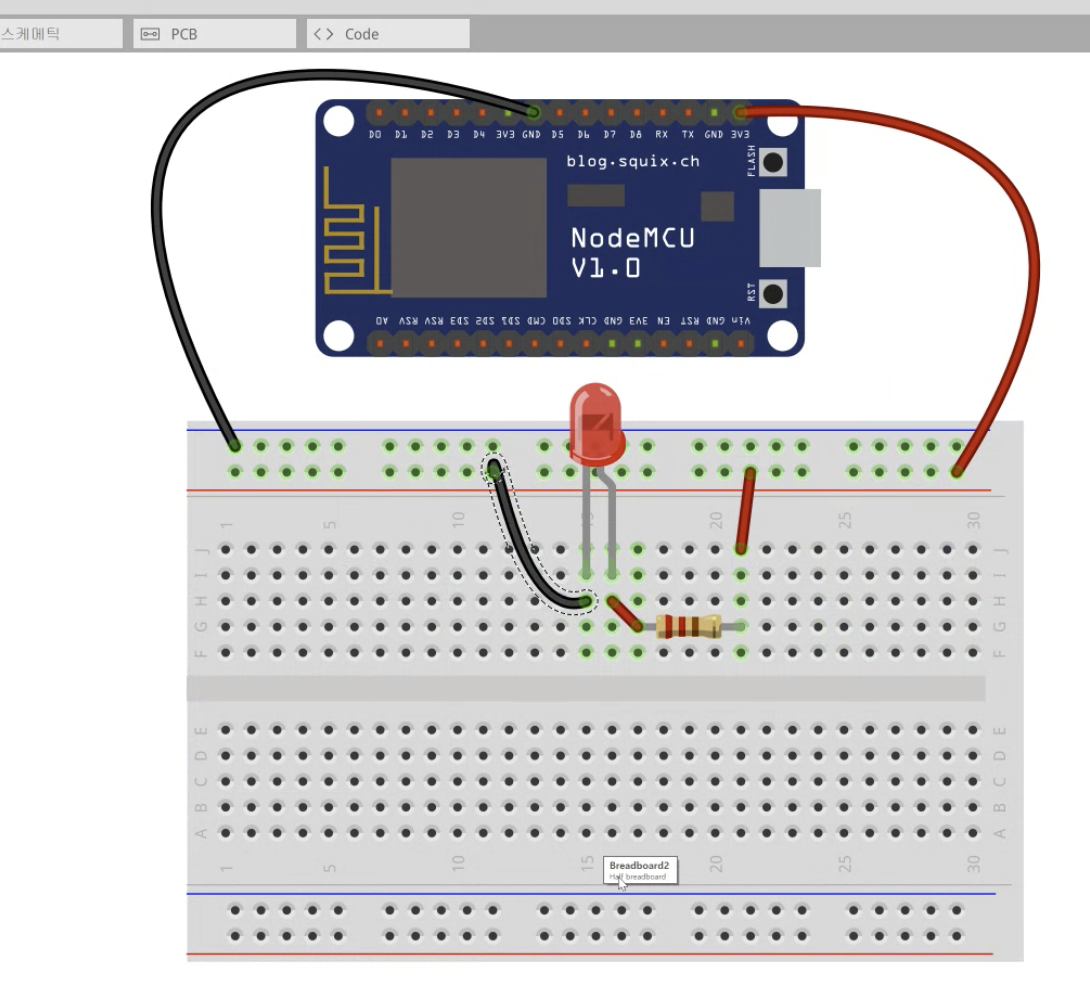 스케메틱
PCB
Code
D0 D1 D2 D3 D4 3V3 GND D5 D6 D7 D8 RX TX GND 3V3
blog.squix.ch
FLASH
NodeMCU
V1.0
RST
A0 RSV RSV SD3 SD2 SD1 CMD SD0 CLK GND 3V3 EN RST GND Vin
1 5 10 15 20 25 30
J J
I I
H H
G G
F F
E E
D D
C C
B B
A A
1 5 10 15 20 25 30
Breadboard2
Half breadboard